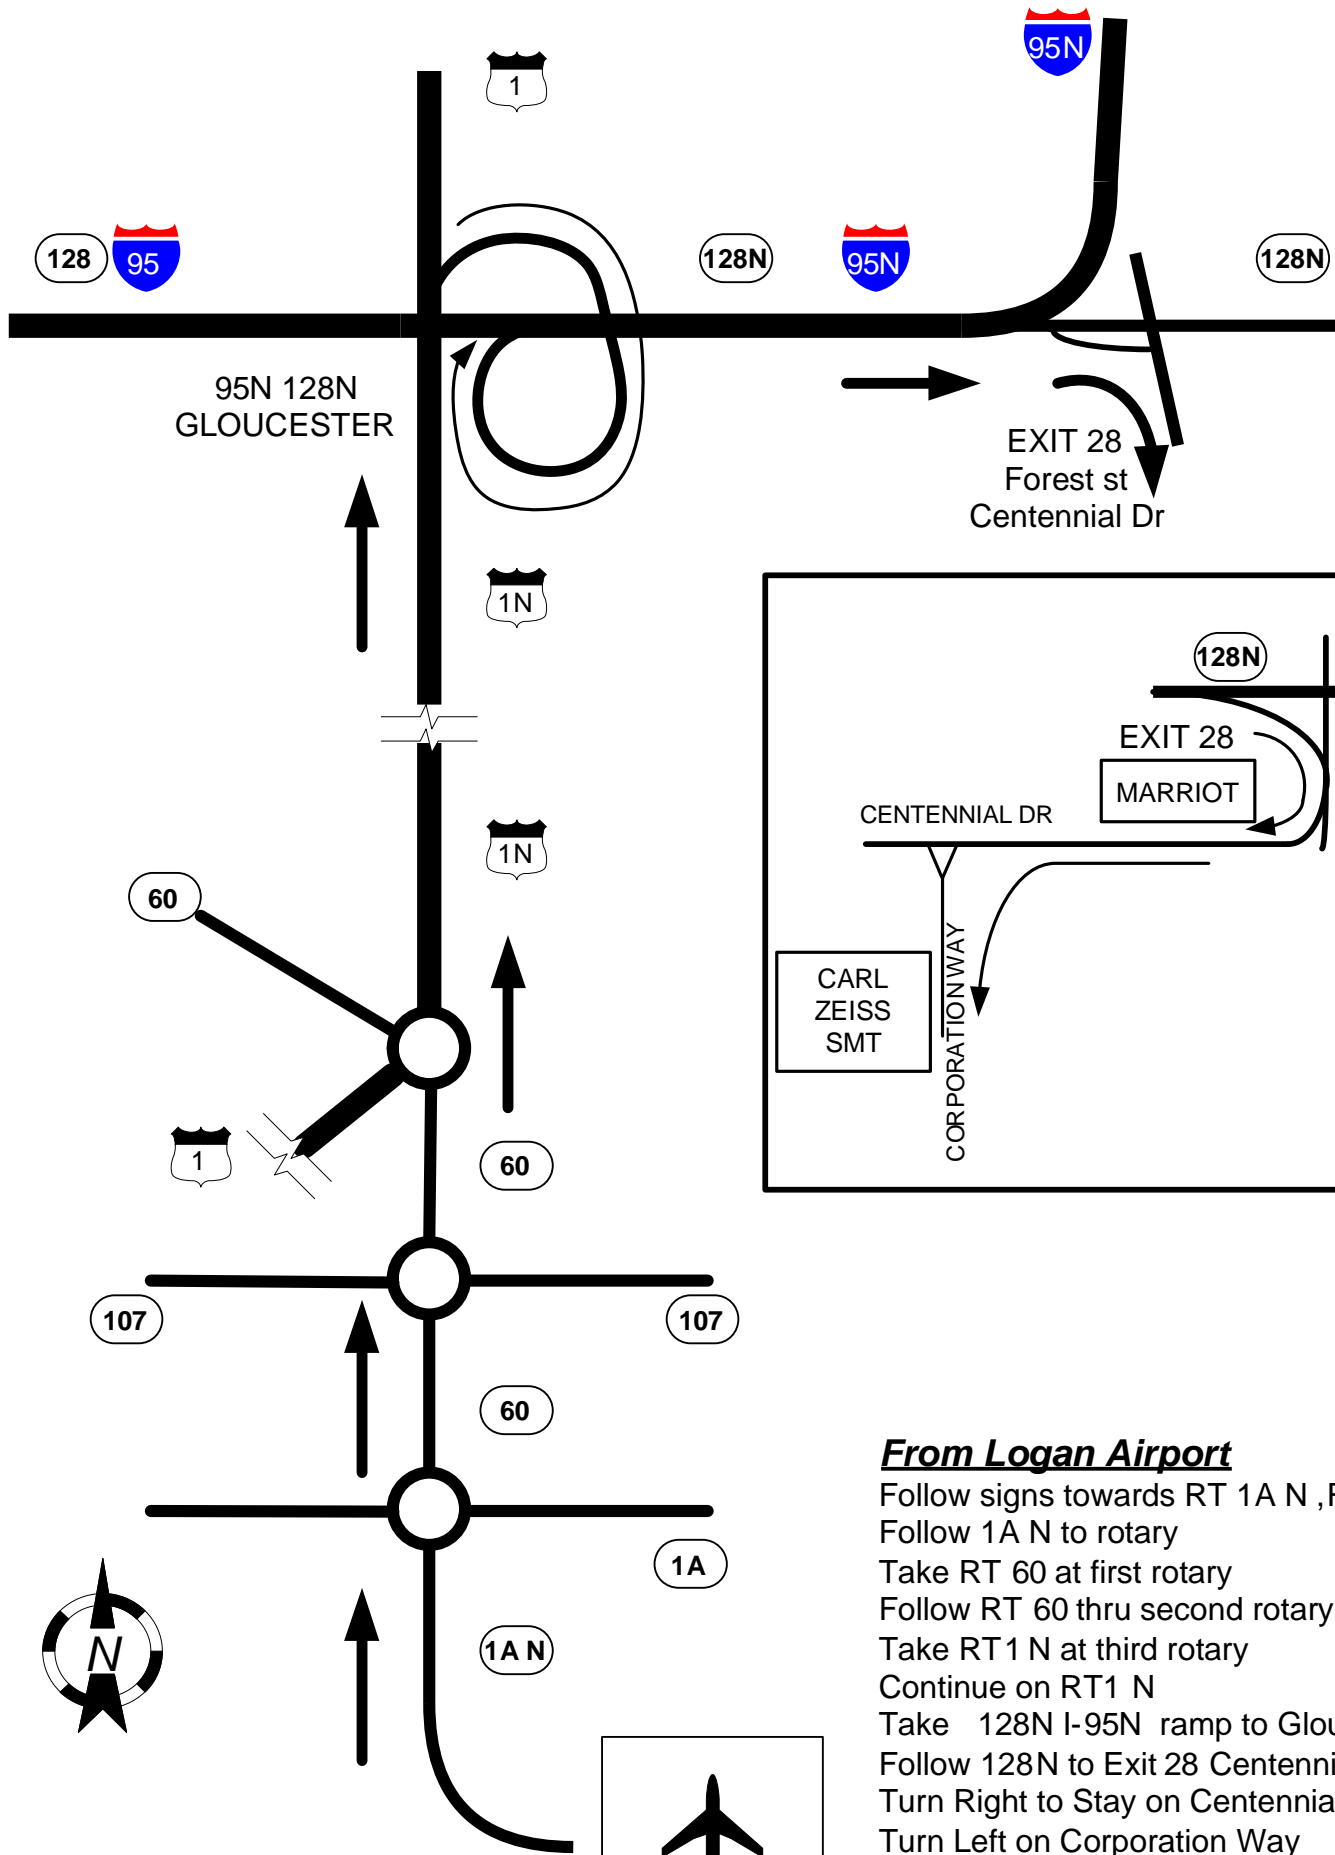 1
95N
128
95
128N
95N
128N
95N 128N
GLOUCESTER
EXIT 28
Forest st
Centennial Dr
1N
128N
EXIT 28
MARRIOT
CENTENNIAL DR
1N
60
CARL
ZEISS
SMT
CORPORATION WAY
1
60
107
107
60
1A
N
1A N
From Logan Airport
Follow signs towards RT 1A N ,
Follow 1A N to rotary
Take RT 60 at first rotary
Follow RT 60 thru second rotary
Take RT1 N at third rotary
Continue on RT1 N
Take 128N I-95N ramp to
Follow 128N to Exit 28
Turn Right to Stay on
Turn Left on Corporation Way